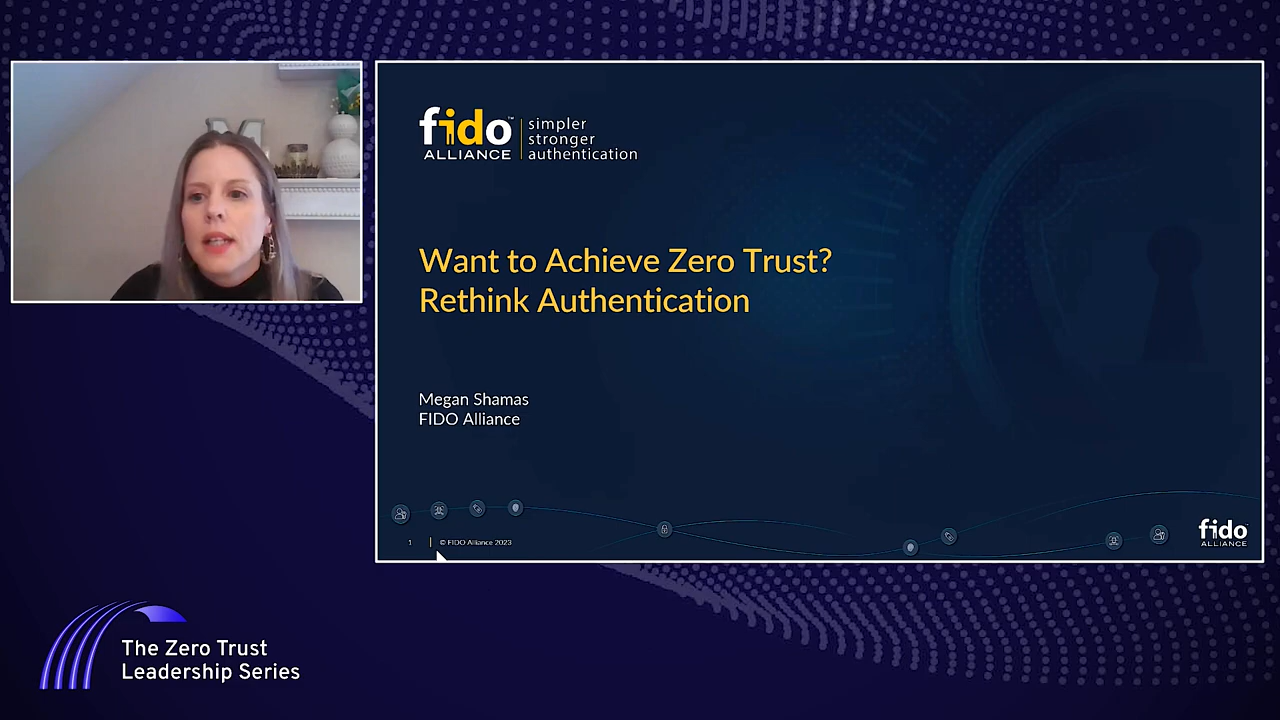 fido
ALLIANCE
simpler
stronger
authentication
Want to Achieve Zero Trust?
Rethink Authentication
Megan Shamas
FIDO Alliance
1 | © FIDO Alliance 2023
fido
ALLIANCE
The Zero Trust
Leadership Series